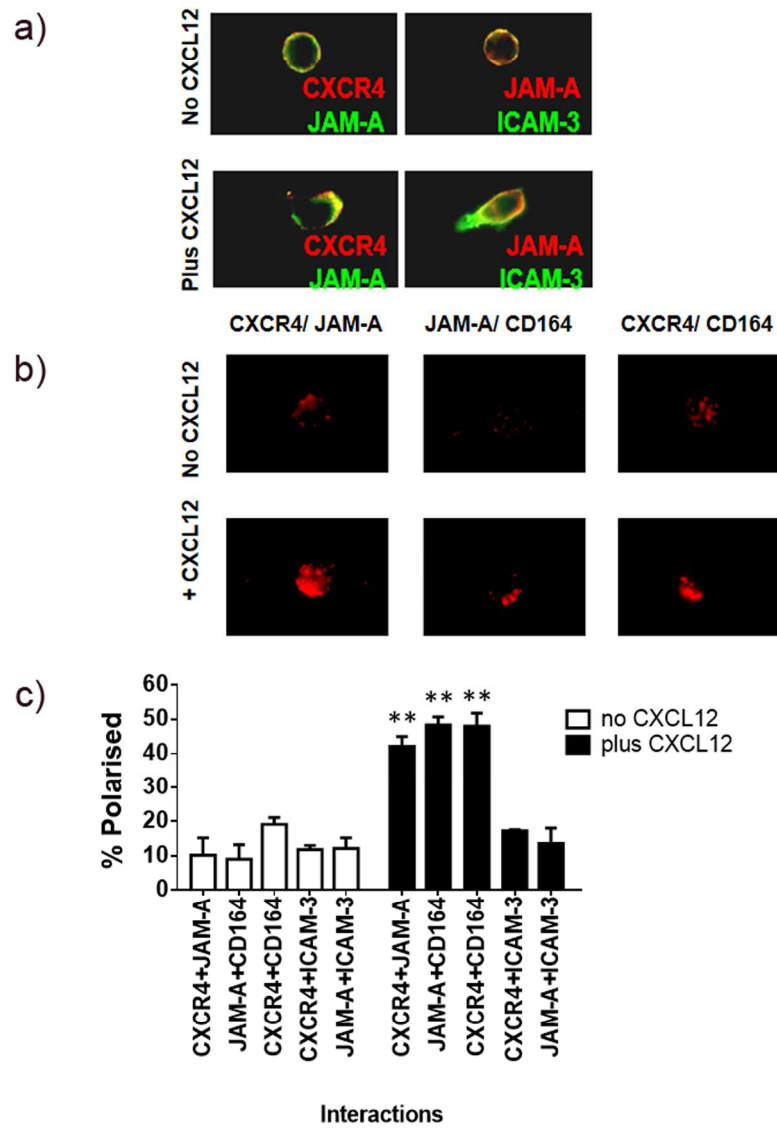 a)
No CXCL12
CXCR4
JAM-A
JAM-A
ICAM-3
Plus CXCL12
CXCR4
JAM-A
JAM-A
ICAM-3
CXCR4/ JAM-A
JAM-A/ CD164
CXCR4/ CD164
b)
No CXCL12
+ CXCL12
c)
% Polarised
60
50
40
30
20
10
0
** ** **
no CXCL12
plus CXCL12
CXCR4+JAM-A
JAM-A+CD164
CXCR4+CD164
CXCR4+ICAM-3
JAM-A+ICAM-3
CXCR4+JAM-A
JAM-A+CD164
CXCR4+CD164
CXCR4+ICAM-3
JAM-A+ICAM-3
Interactions